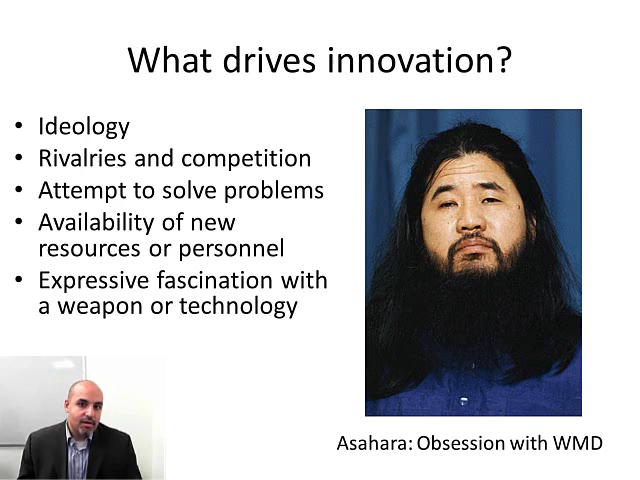 What drives innovation?
• Ideology
• Rivalries and competition
• Attempt to solve problems
• Availability of new
resources or personnel
• Expressive fascination with
a weapon or technology
Asahara: Obsession with WMD